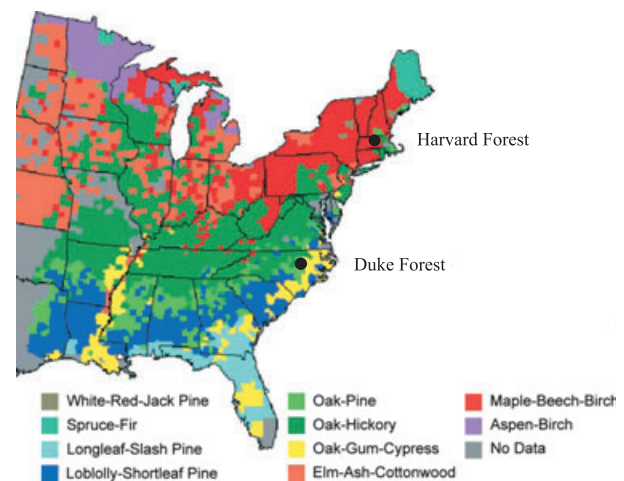 Harvard Forest
Duke Forest
White-Red-Jack Pine
Spruce-Fir
Longleaf-Slash Pine
Loblolly-Shortleaf Pine
Oak-Pine
Oak-Hickory
Oak-Gum-Cypress
Elm-Ash-Cottonwood
Maple-Beech-Birch
Aspen-Birch
No Data